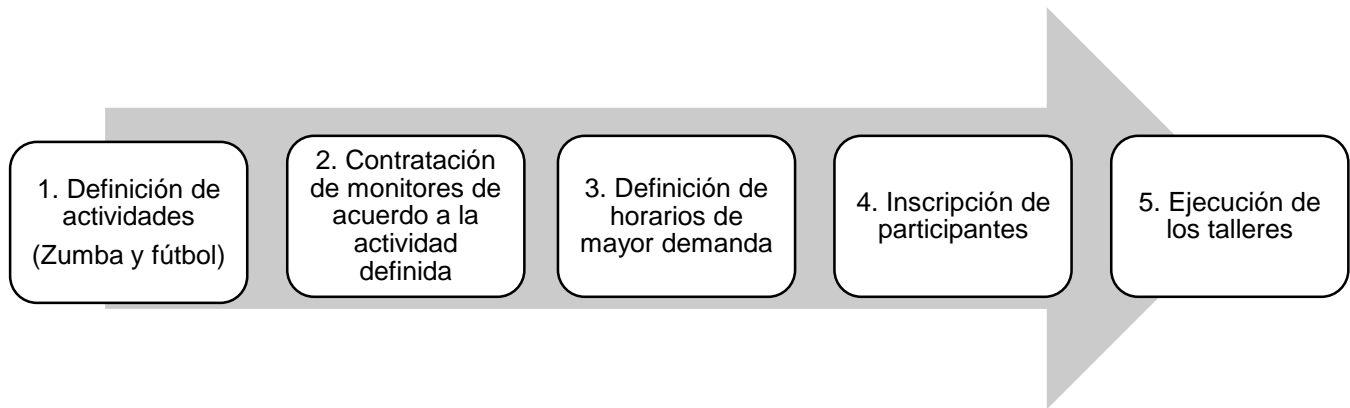 1. Definición de
actividades
(Zumba y fútbol)
2. Contratación
de monitores de
acuerdo a la
actividad
definida
3. Definición de
horarios de
mayor demanda
4. Inscripción de
participantes
5. Ejecución de
los talleres